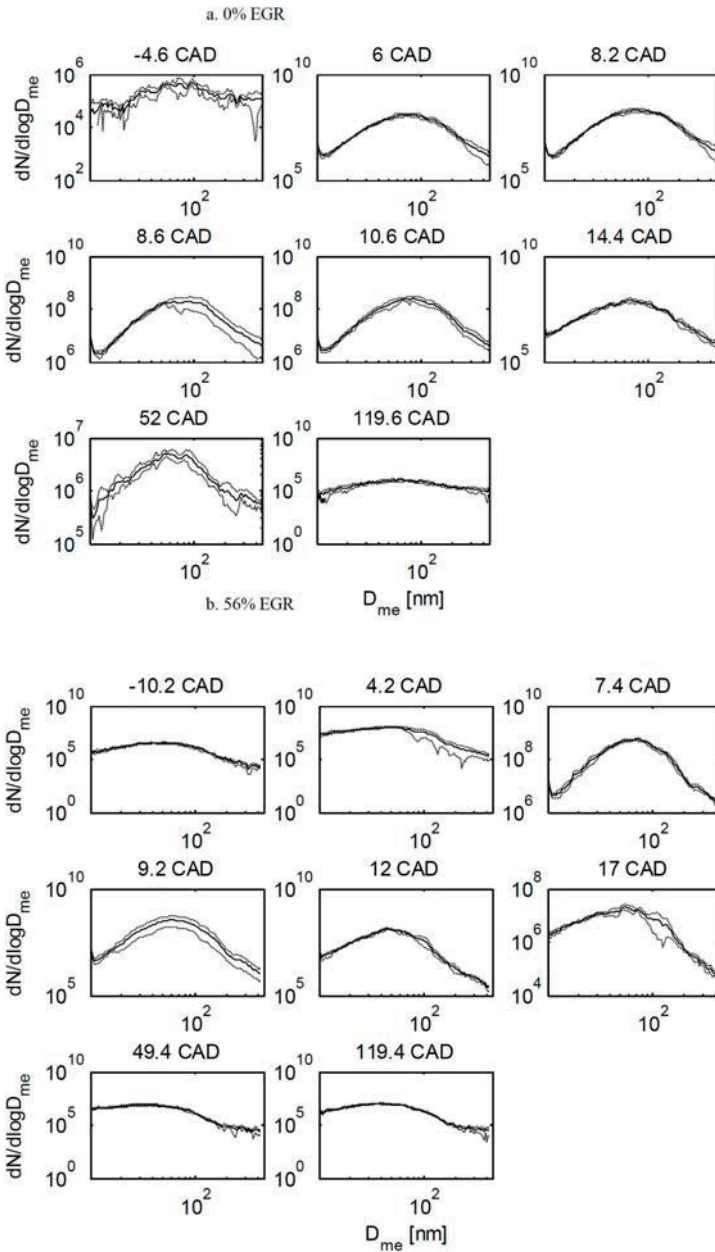 a. 0% EGR
-4.6 CAD
6 CAD
8.2 CAD
dN/dlogD_me
10^6
10^4
10^2
10^2
10^10
10^5
10^2
10^10
10^5
10^2
8.6 CAD
10.6 CAD
14.4 CAD
dN/dlogD_me
10^10
10^8
10^6
10^2
10^10
10^8
10^6
10^2
10^10
10^5
10^2
52 CAD
119.6 CAD
dN/dlogD_me
10^7
10^6
10^5
10^2
10^10
10^5
10^0
10^2
D_me [nm]
b. 56% EGR
-10.2 CAD
4.2 CAD
7.4 CAD
dN/dlogD_me
10^10
10^5
10^0
10^2
10^10
10^5
10^0
10^2
10^10
10^8
10^6
10^2
9.2 CAD
12 CAD
17 CAD
dN/dlogD_me
10^10
10^5
10^2
10^10
10^5
10^2
10^8
10^6
10^4
10^2
49.4 CAD
119.4 CAD
dN/dlogD_me
10^10
10^5
10^0
10^2
10^10
10^5
10^0
10^2
D_me [nm]